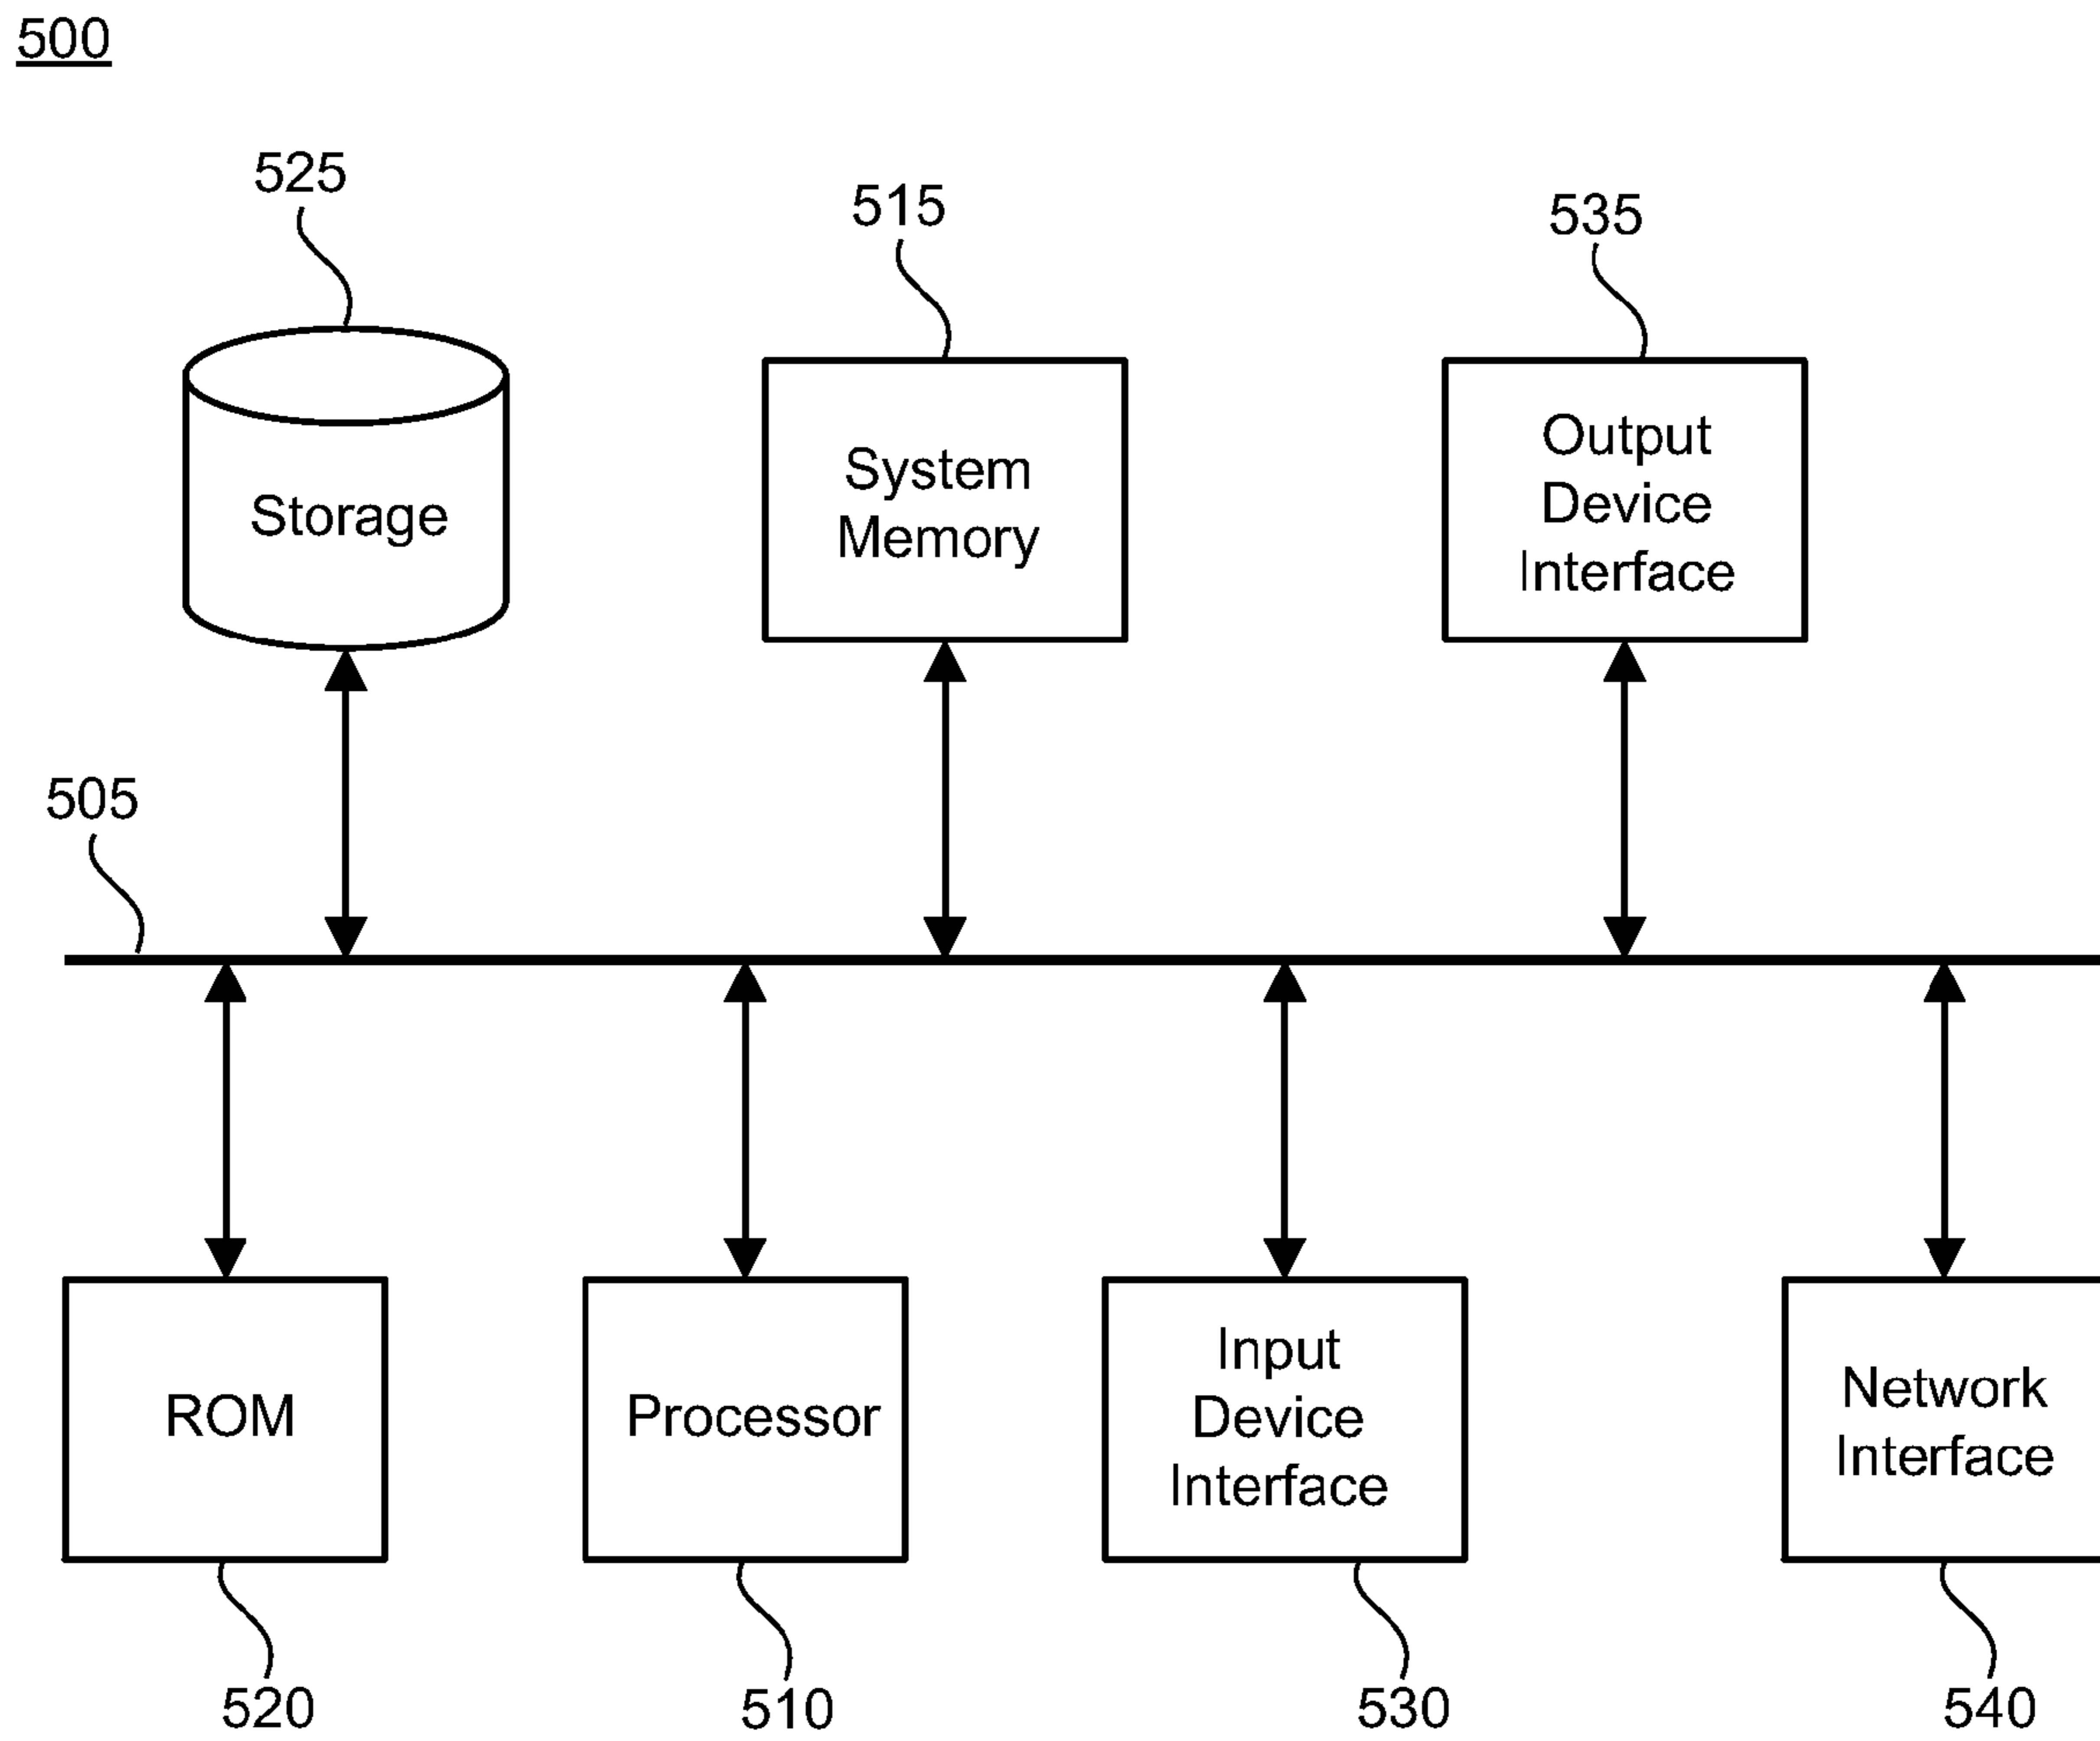 500
525
515
535
Storage
System
Memory
Output
Device
Interface
505
ROM
Processor
Input
Device
Interface
Network
Interface
520
510
530
540